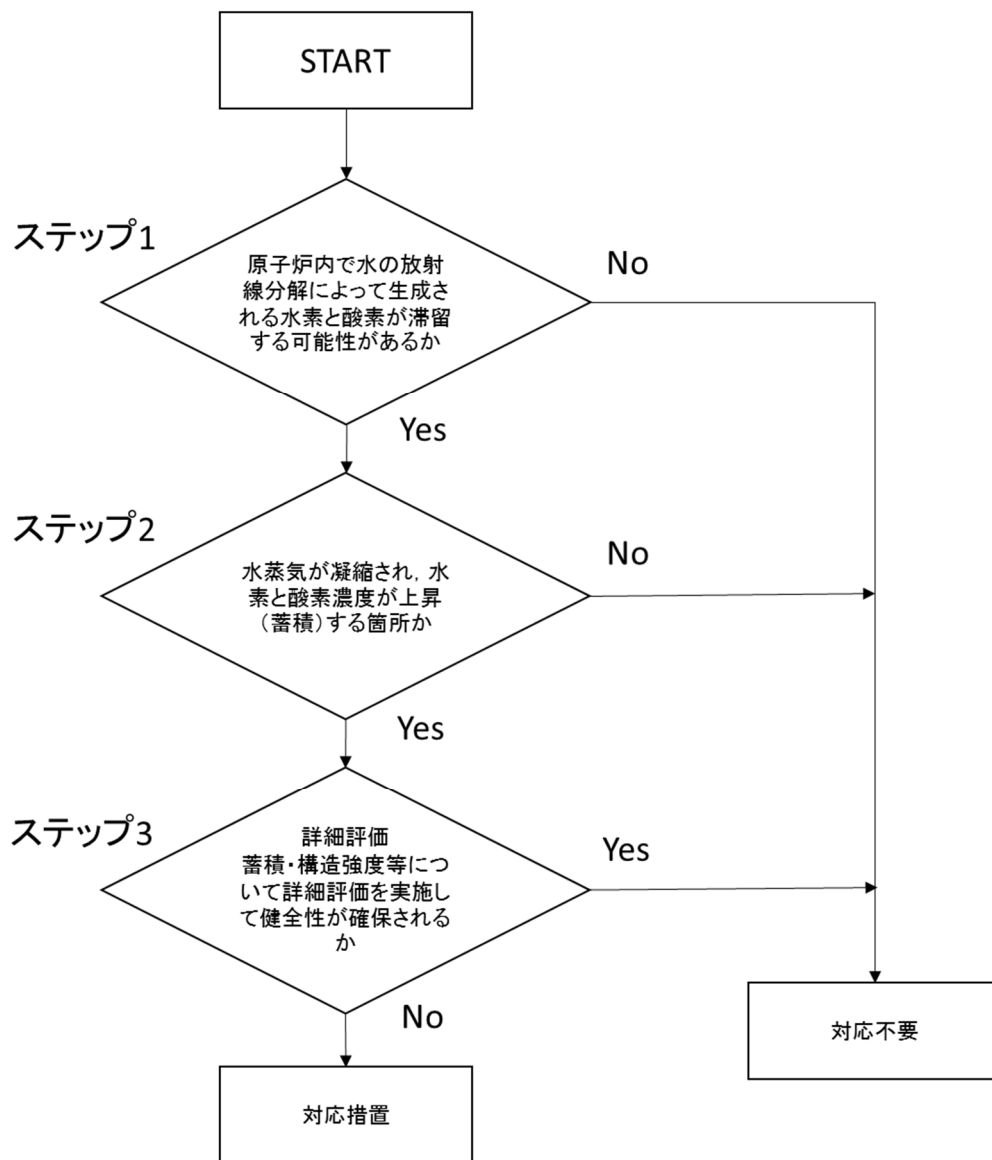 START
ステップ1
原子炉内で水の放射
線分解によって生成さ
れる水素と酸素が滞留
する可能性があるか
No
Yes
ステップ2
水蒸気が凝縮され，水
素と酸素濃度が上昇
（蓄積）する箇所か
No
Yes
ステップ3
詳細評価
蓄積・構造強度等につ
いて詳細評価を実施し
て健全性が確保される
か
Yes
No
対応不要
対応措置